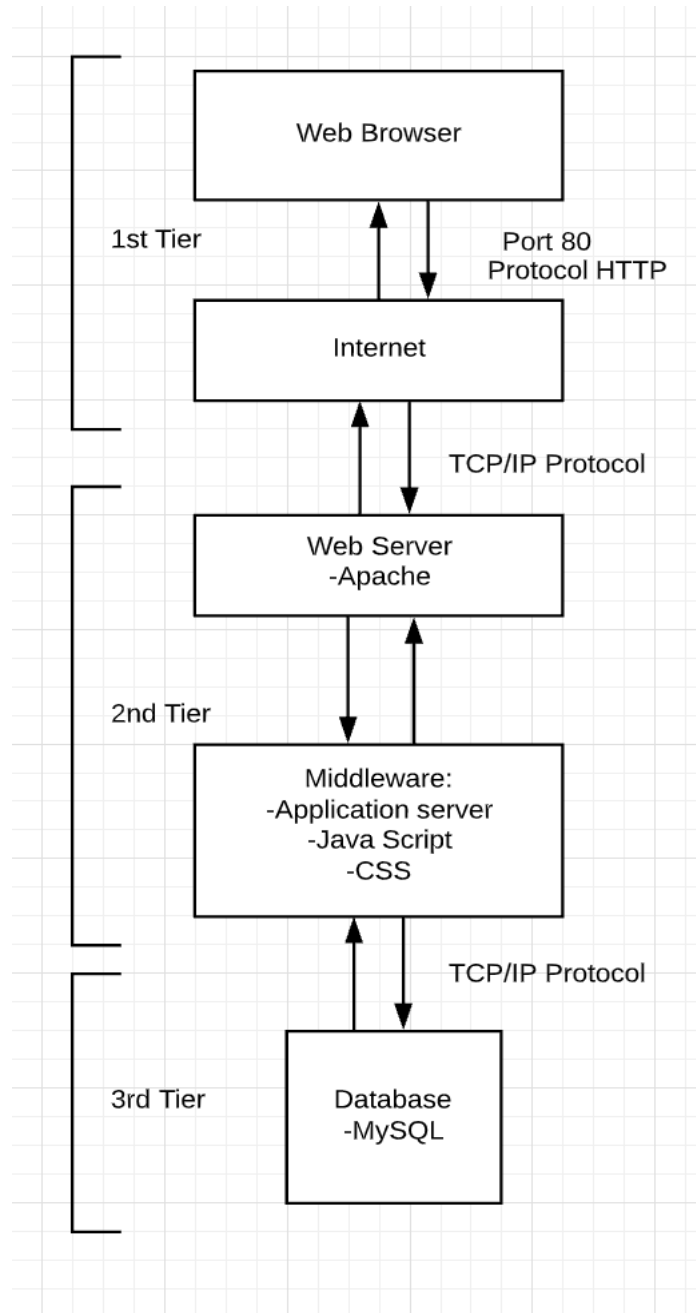 Web Browser
1st Tier
Port 80
Protocol HTTP
Internet
TCP/IP Protocol
Web Server
-Apache
2nd Tier
Middleware:
-Application server
-Java Script
-CSS
TCP/IP Protocol
3rd Tier
Database
-MySQL